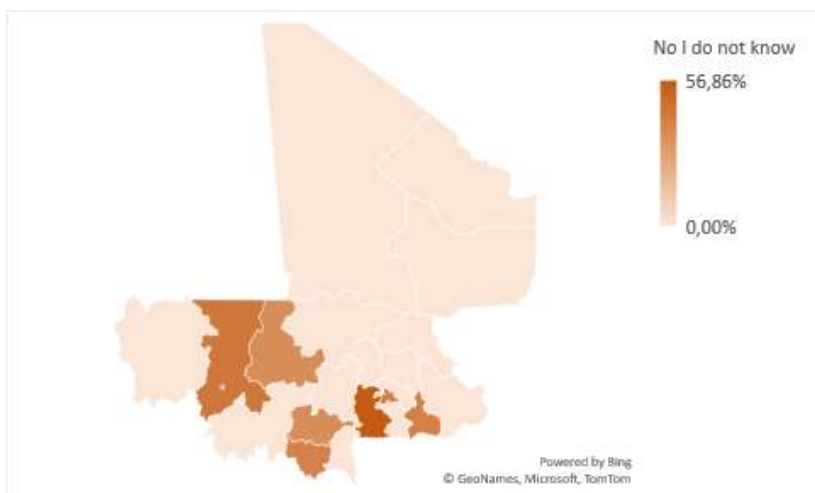 No I do not know
56,86%
0,00%
Powered by Bing
© GeoNames, Microsoft, TomTom